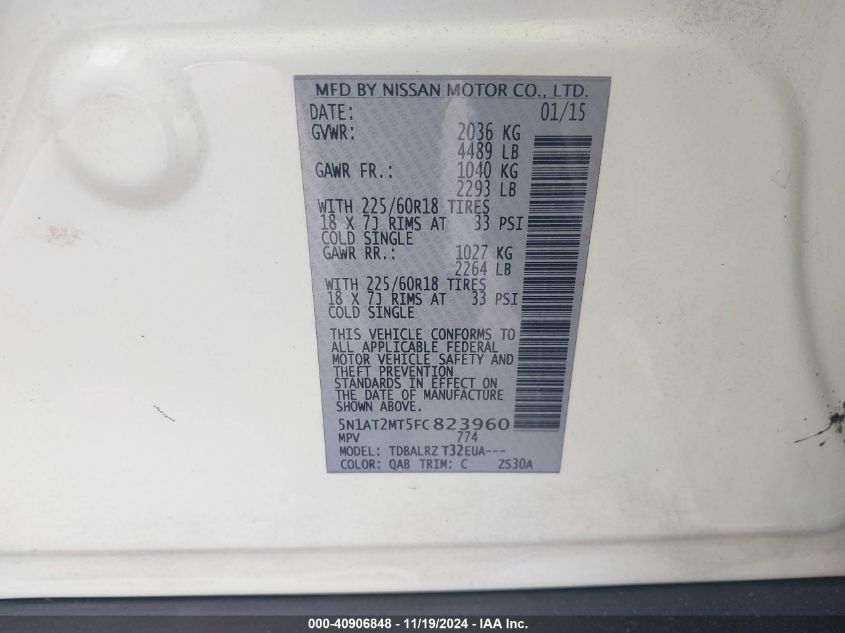 MFD BY NISSAN MOTOR CO., LTD.
DATE: 01/15
GVWR: 2036 KG
4489 LB
GAWR FR.: 1040 KG
2293 LB
WITH 225/60R18 TIRES
18 X 7J RIMS AT 33 PSI
COLD SINGLE
GAWR RR.: 1027 KG
2264 LB
WITH 225/60R18 TIRES
18 X 7J RIMS AT 33 PSI
COLD SINGLE
THIS VEHICLE CONFORMS TO
ALL APPLICABLE FEDERAL
MOTOR VEHICLE SAFETY AND
THEFT PREVENTION
STANDARDS IN EFFECT ON
THE DATE OF MANUFACTURE
SHOWN ABOVE.
5N1AT2MT5FC823960
MPV 774
MODEL: TDBALRZ T32EUA---
COLOR: QAB TRIM: C ZS30A
000-40906848 - 11/19/2024 - IAA Inc.